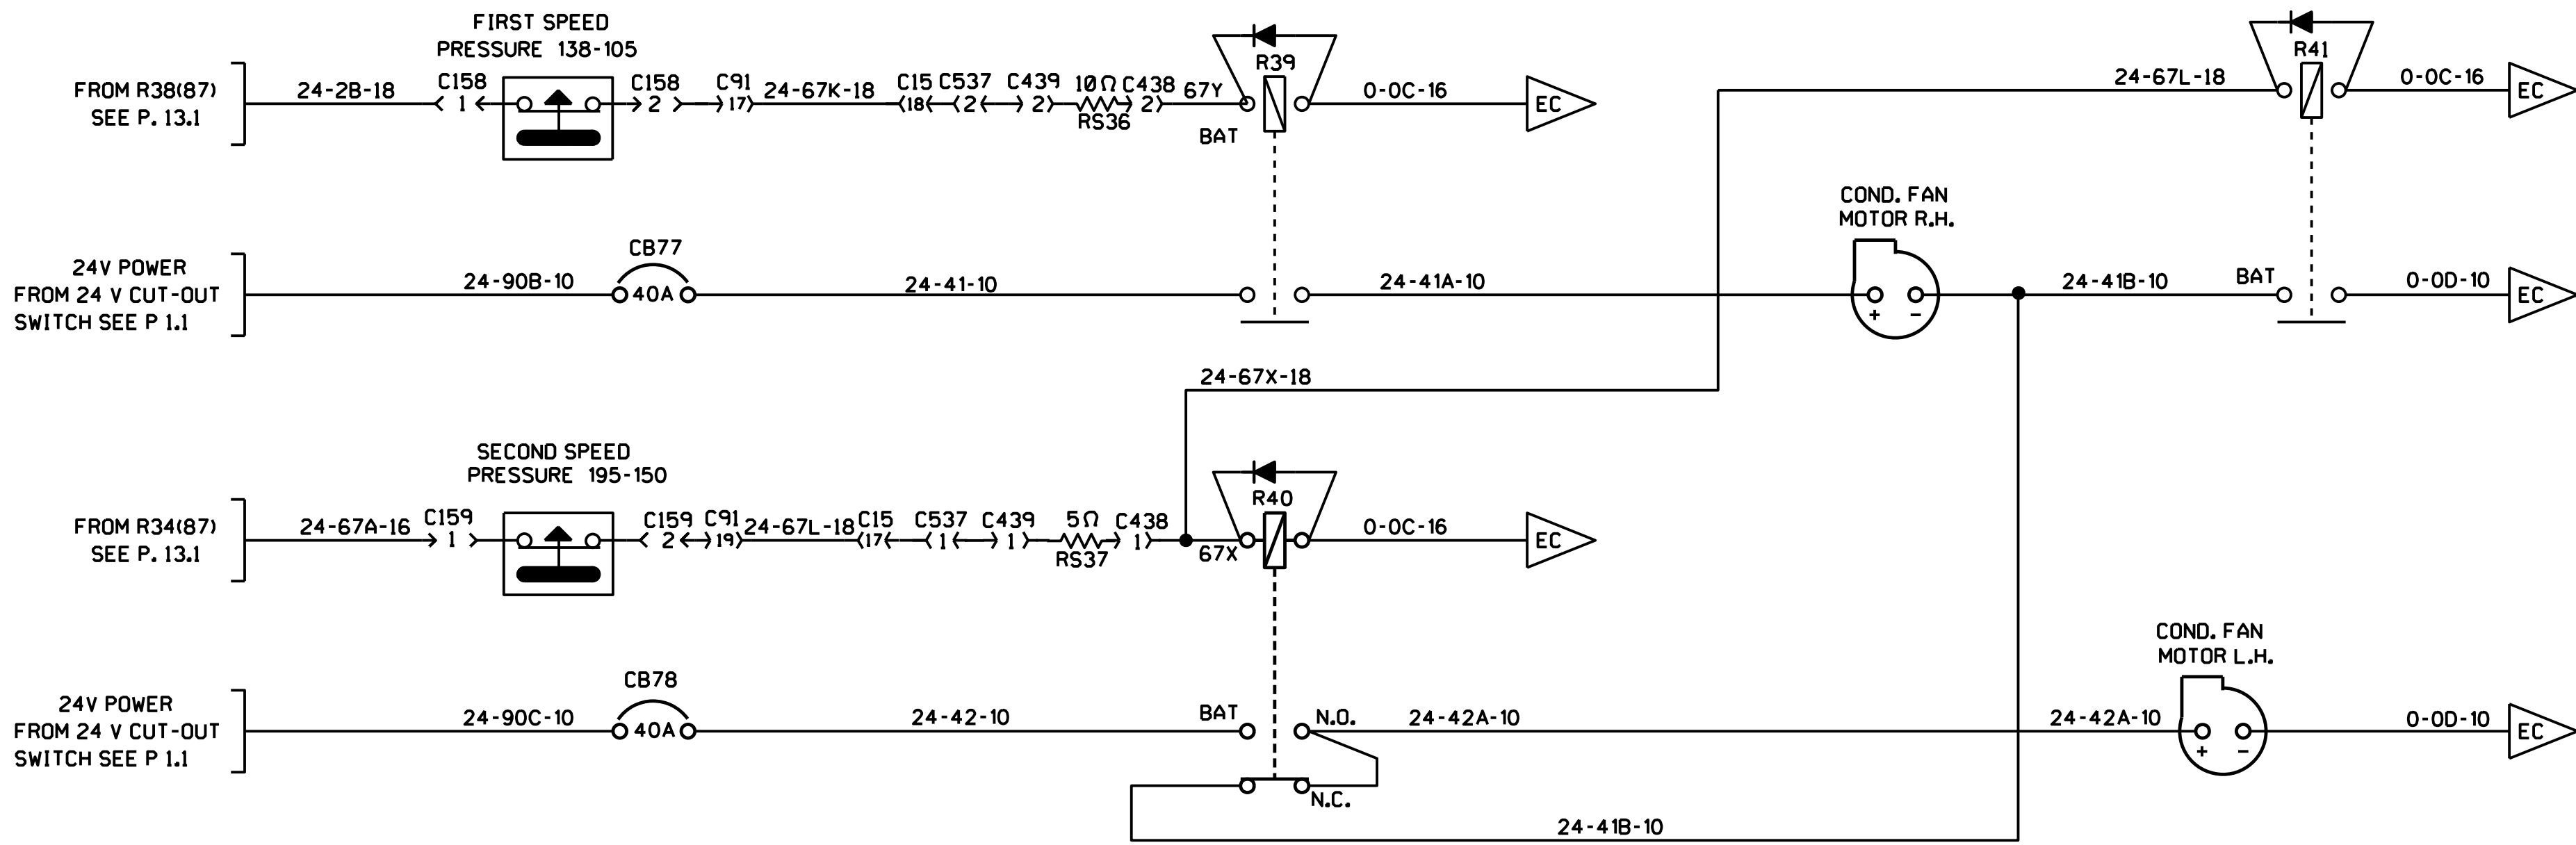 FIRST SPEED
PRESSURE 138-105
FROM R38(87)
SEE P. 13.1
24-2B-18
C158
1
C158
2
C91
17
24-67K-18
C15
18
C537
2
C439
2
10Ω
RS36
C438
2
67Y
BAT
R39
0-0C-16
EC
24-67L-18
R41
0-0C-16
EC
24V POWER
FROM 24 V CUT-OUT
SWITCH SEE P 1.1
24-90B-10
CB77
40A
24-41-10
24-41A-10
COND. FAN
MOTOR R.H.
+ -
24-41B-10
BAT
0-0D-10
EC
24-67X-18
SECOND SPEED
PRESSURE 195-150
FROM R34(87)
SEE P. 13.1
24-67A-16
C159
1
C159
2
C91
19
24-67L-18
C15
17
C537
1
C439
1
5Ω
RS37
C438
1
67X
R40
0-0C-16
EC
24V POWER
FROM 24 V CUT-OUT
SWITCH SEE P 1.1
24-90C-10
CB78
40A
24-42-10
BAT
N.O.
24-42A-10
24-42A-10
COND. FAN
MOTOR L.H.
+ -
0-0D-10
EC
N.C.
24-41B-10